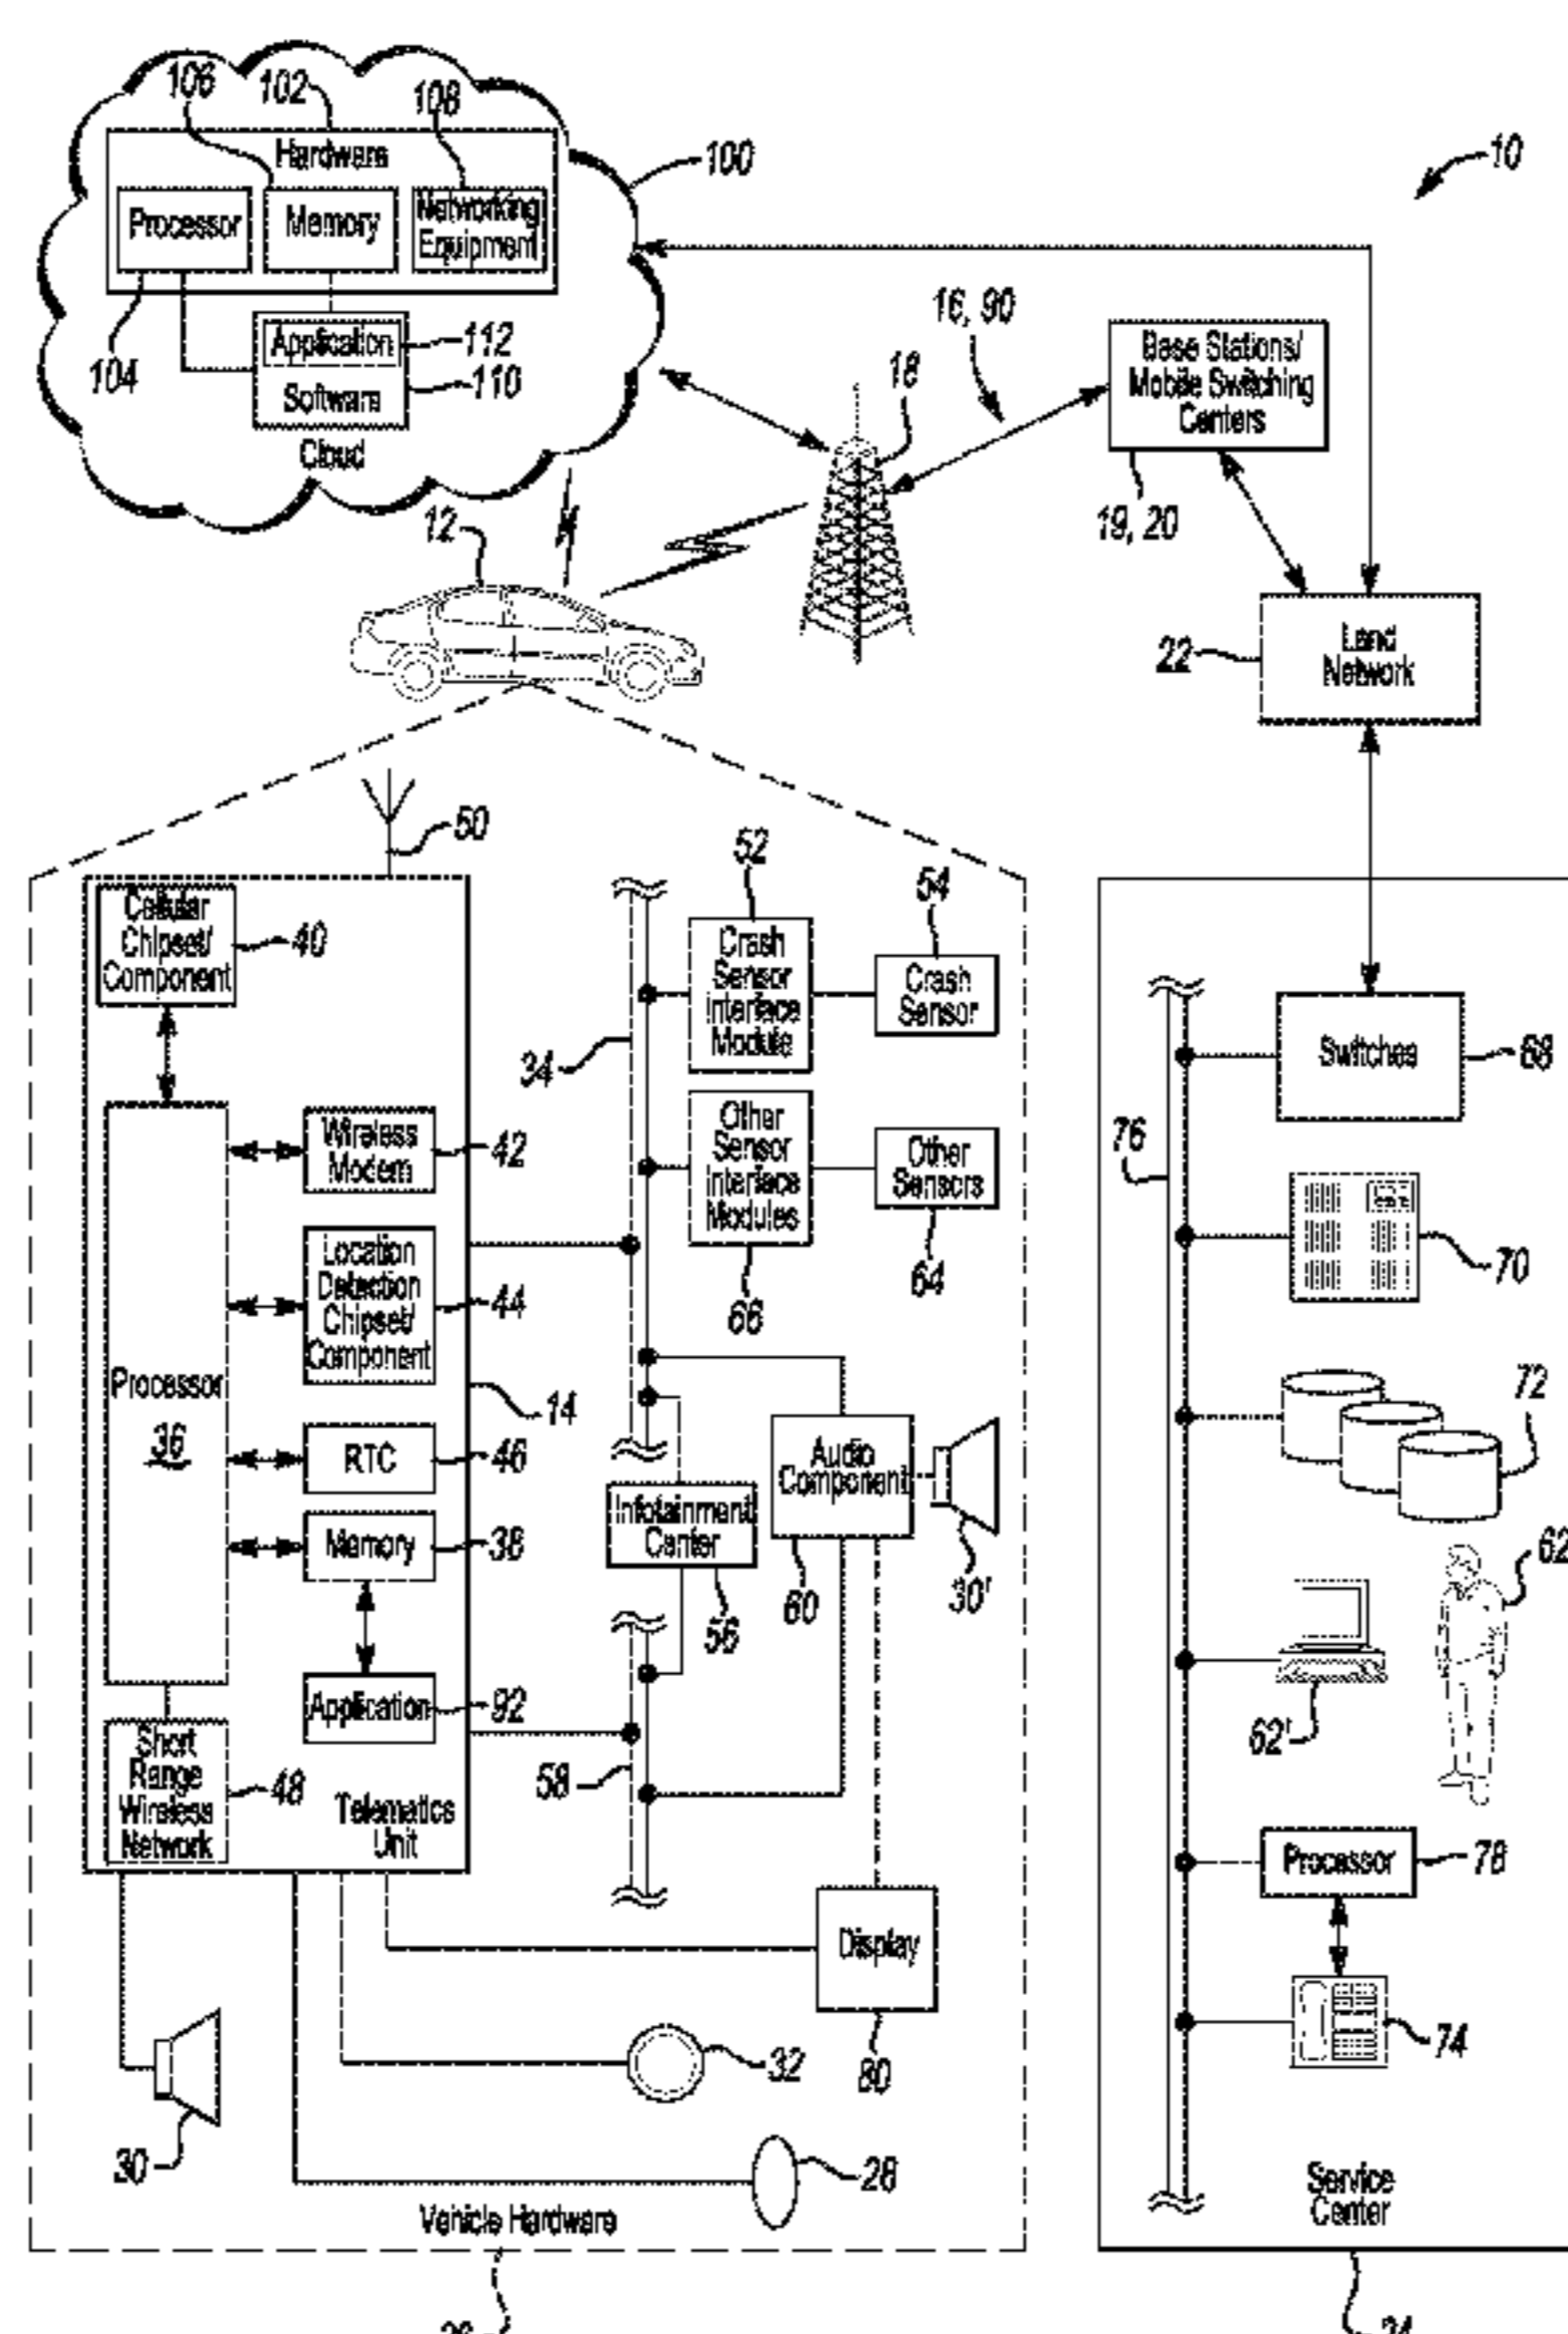 106
102
108
Hardware
100
10
Processor
Memory
Networking
Equipment
16, 90
Base Stations/
Mobile Switching
Centers
18
Application
112
104
110
Software
Cloud
12
19, 20
22
Land
Network
50
52
54
Cellular
Chipset/
Component
40
Crash
Sensor
Interface
Module
Crash
Sensor
34
Switches
68
Wireless
Modem
42
Other
Sensor
Interface
Modules
Other
Sensors
76
Location
Detection
Chipset/
Component
44
66
64
70
Processor
36
14
72
RTC
46
Audio
Component
Infotainment
Center
Memory
38
62
60
30'
56
Application
92
62'
Short
Range
Wireless
Network
48
58
Telematics
Unit
Processor
78
Display
74
32
80
30
28
Service
Center
Vehicle Hardware